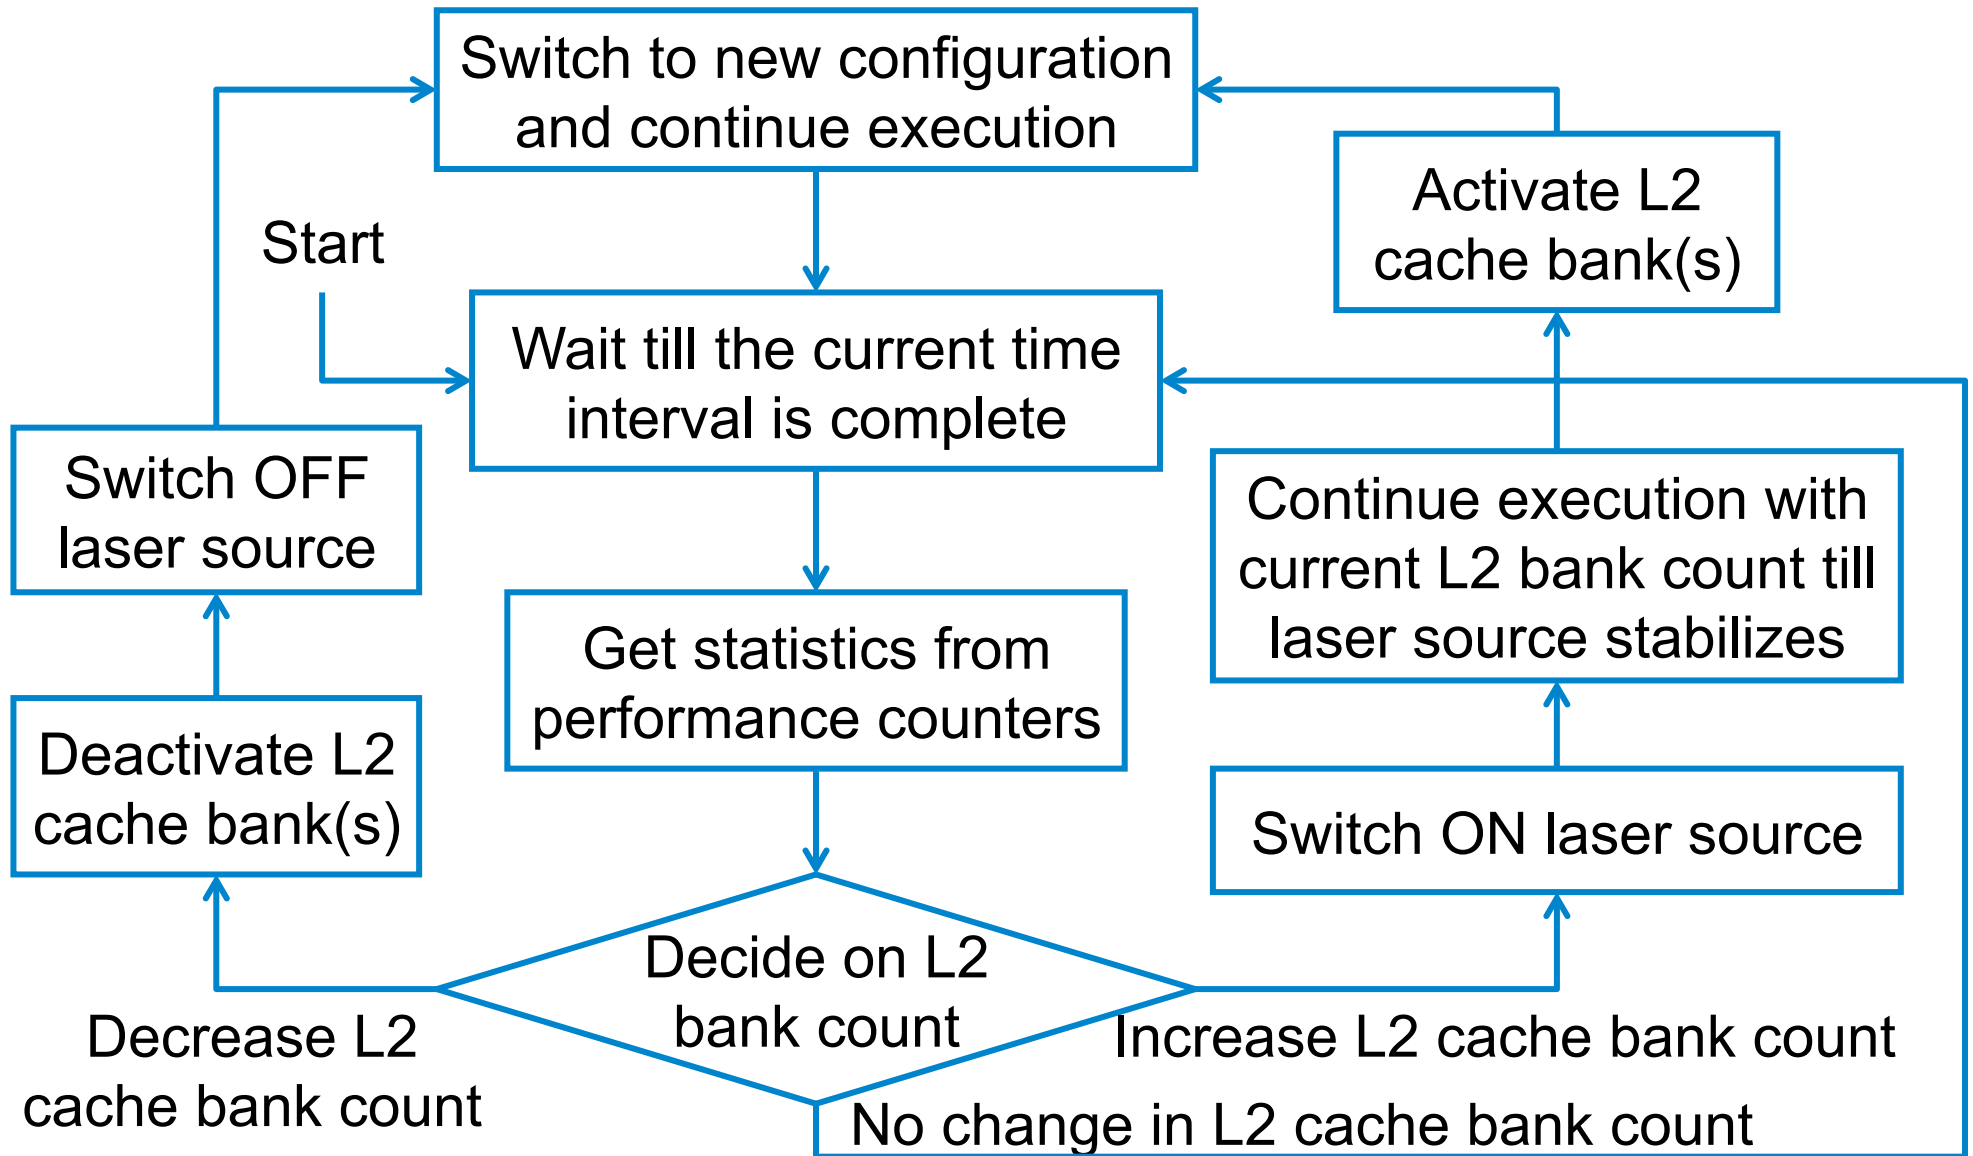 Switch to new configuration
and continue execution
Activate L2
cache bank(s)
Start
Wait till the current time
interval is complete
Switch OFF
laser source
Continue execution with
current L2 bank count till
laser source stabilizes
Get statistics from
performance counters
Deactivate L2
cache bank(s)
Switch ON laser source
Decide on L2
bank count
Decrease L2
cache bank count
Increase L2 cache bank count
No change in L2 cache bank count